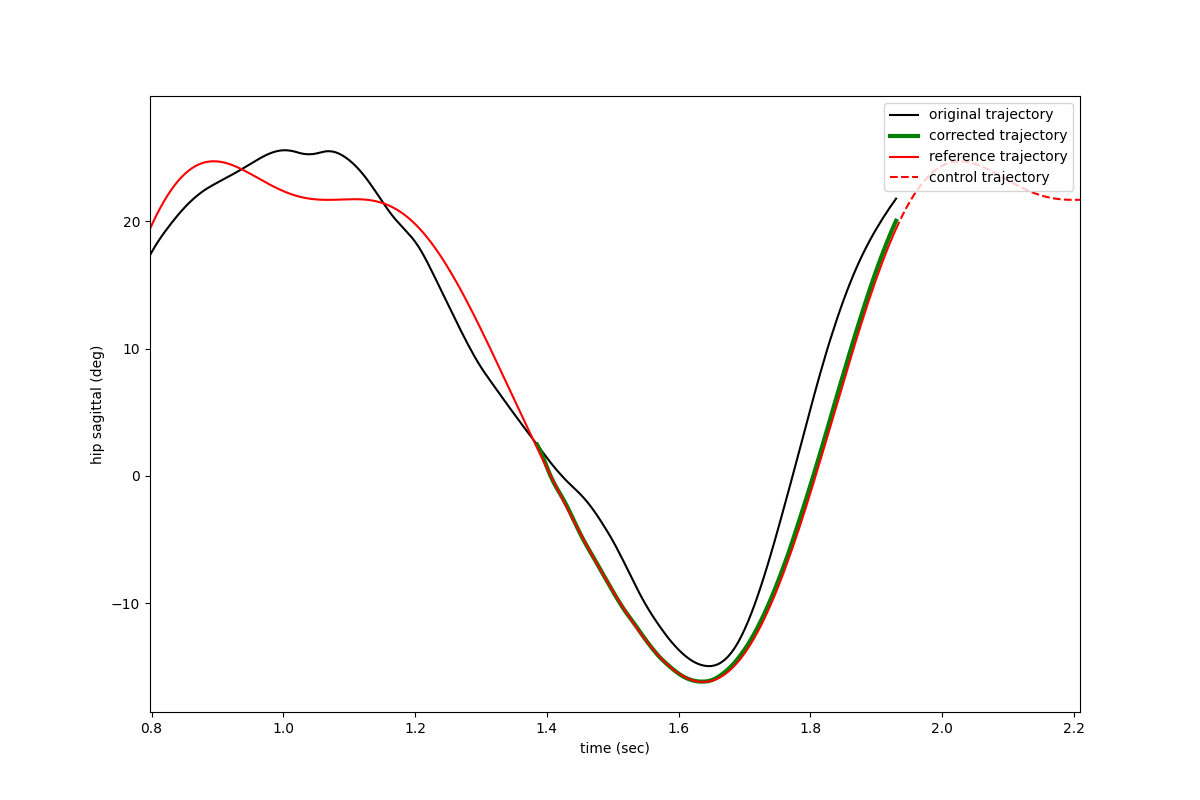 original trajectory
corrected trajectory
reference trajectory
control trajectory
hip sagittal (deg)
20
10
0
−10
0.8 1.0 1.2 1.4 1.6 1.8 2.0 2.2
time (sec)